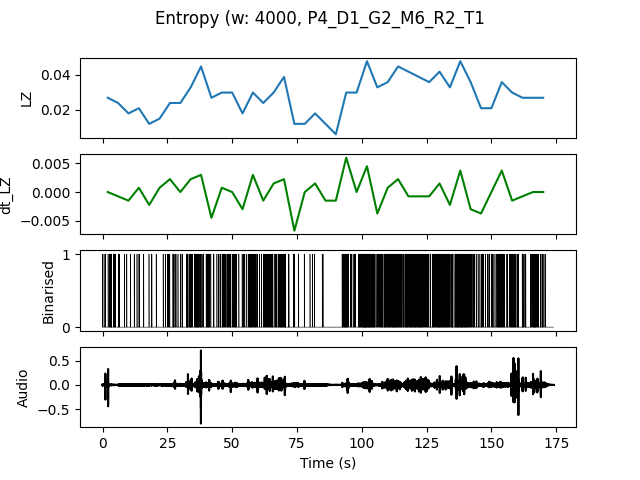 Entropy (w: 4000, P4_D1_G2_M6_R2_T1
0.04
0.02
LZ
0.005
0.000
−0.005
dt_LZ
1
0
Binarised
0.5
0.0
−0.5
Audio
0 25 50 75 100 125 150 175
Time (s)